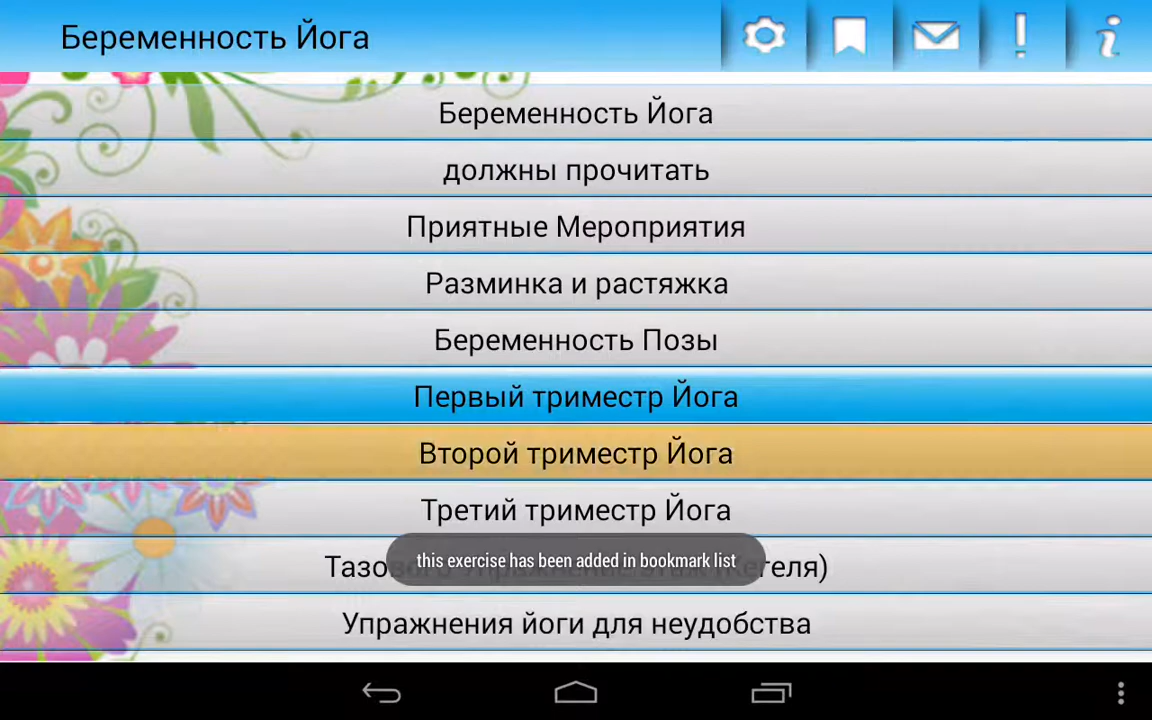 Беременность Йога
Беременность Йога
должны прочитать
Приятные Мероприятия
Разминка и растяжка
Беременность Позы
Первый триместр Йога
Второй триместр Йога
Третий триместр Йога
this exercise has been added in bookmark list
Упражнения йоги для неудобства